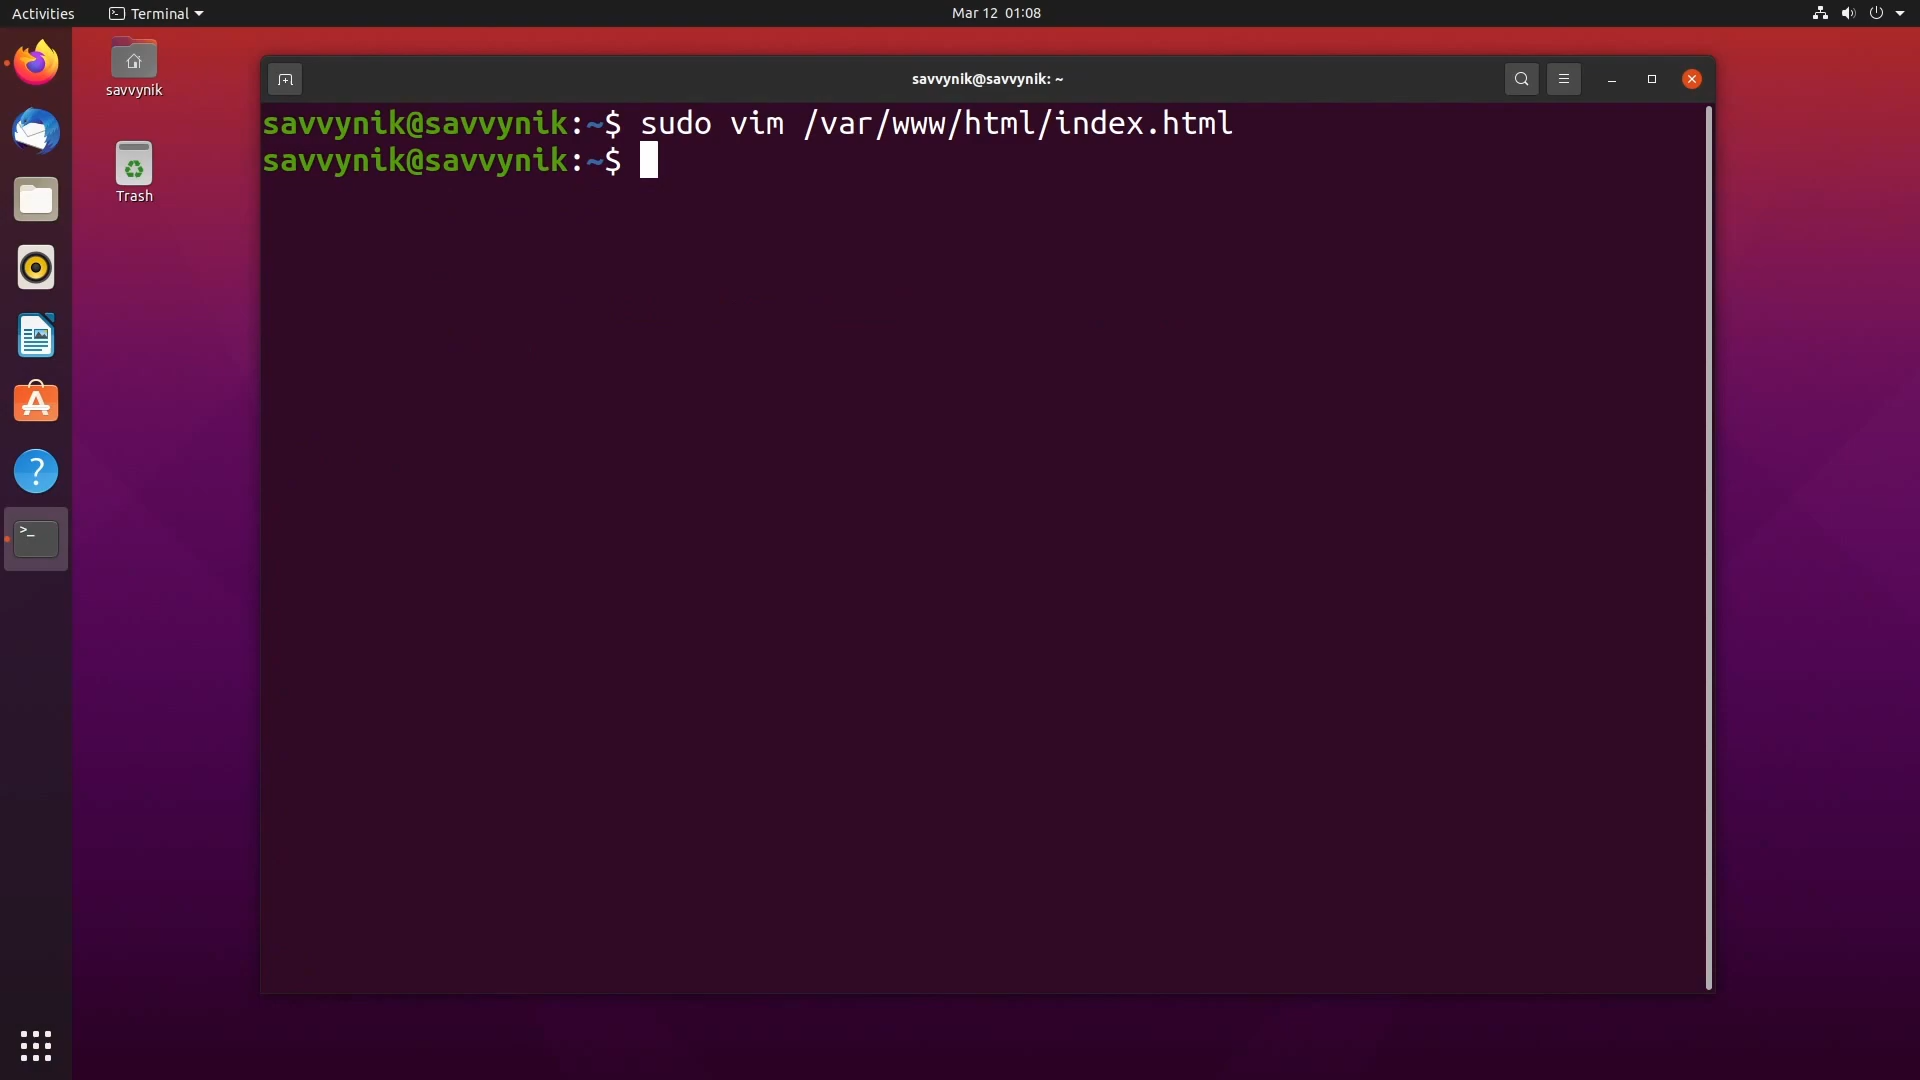 Activities
Terminal
Mar 12 01:08
savvynik
Trash
savvynik@savvynik: ~
savvynik@savvynik:~$ sudo vim /var/www/html/index.html
savvynik@savvynik:~$